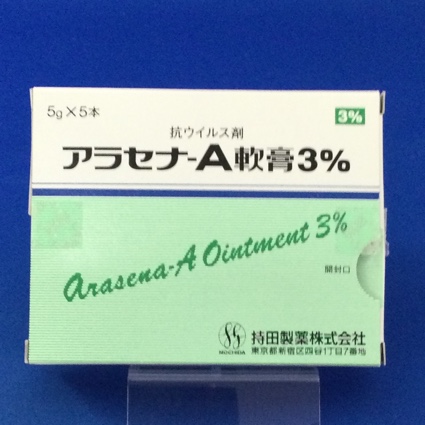 5g×5本
3%
抗ウイルス剤
アラセナ-A軟膏3%
Arasena-A Ointment 3%
開封口
MOCHIDA
持田製薬株式会社
東京都新宿区四谷1丁目7番地